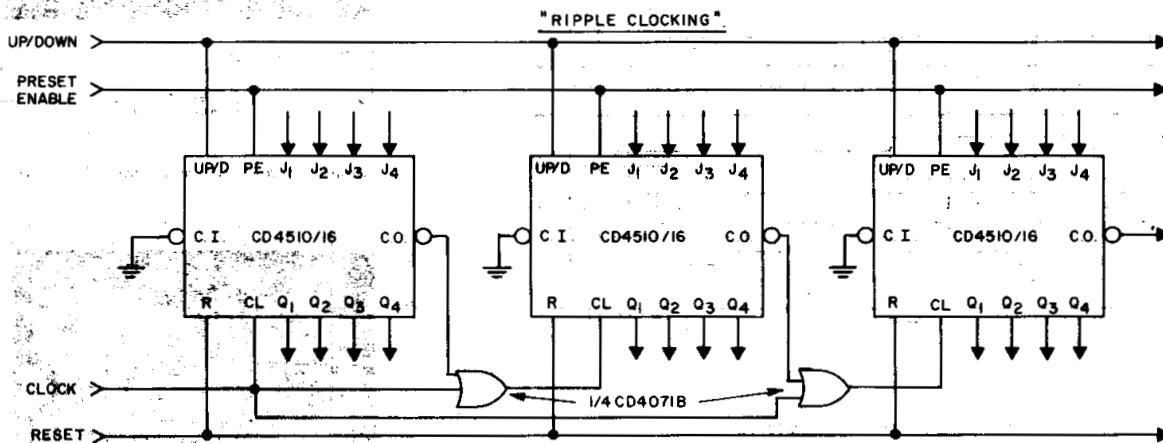 "RIPPLE CLOCKING"
UP/DOWN
PRESET
ENABLE
UP/D PE J1 J2 J3 J4
UP/D PE J1 J2 J3 J4
UP/D PE J1 J2 J3 J4
C.I. CD4510/16 C.O.
C.I. CD4510/16 C.O.
C.I. CD4510/16 C.O.
R CL Q1 Q2 Q3 Q4
R CL Q1 Q2 Q3 Q4
R CL Q1 Q2 Q3 Q4
CLOCK
1/4 CD4071B
RESET